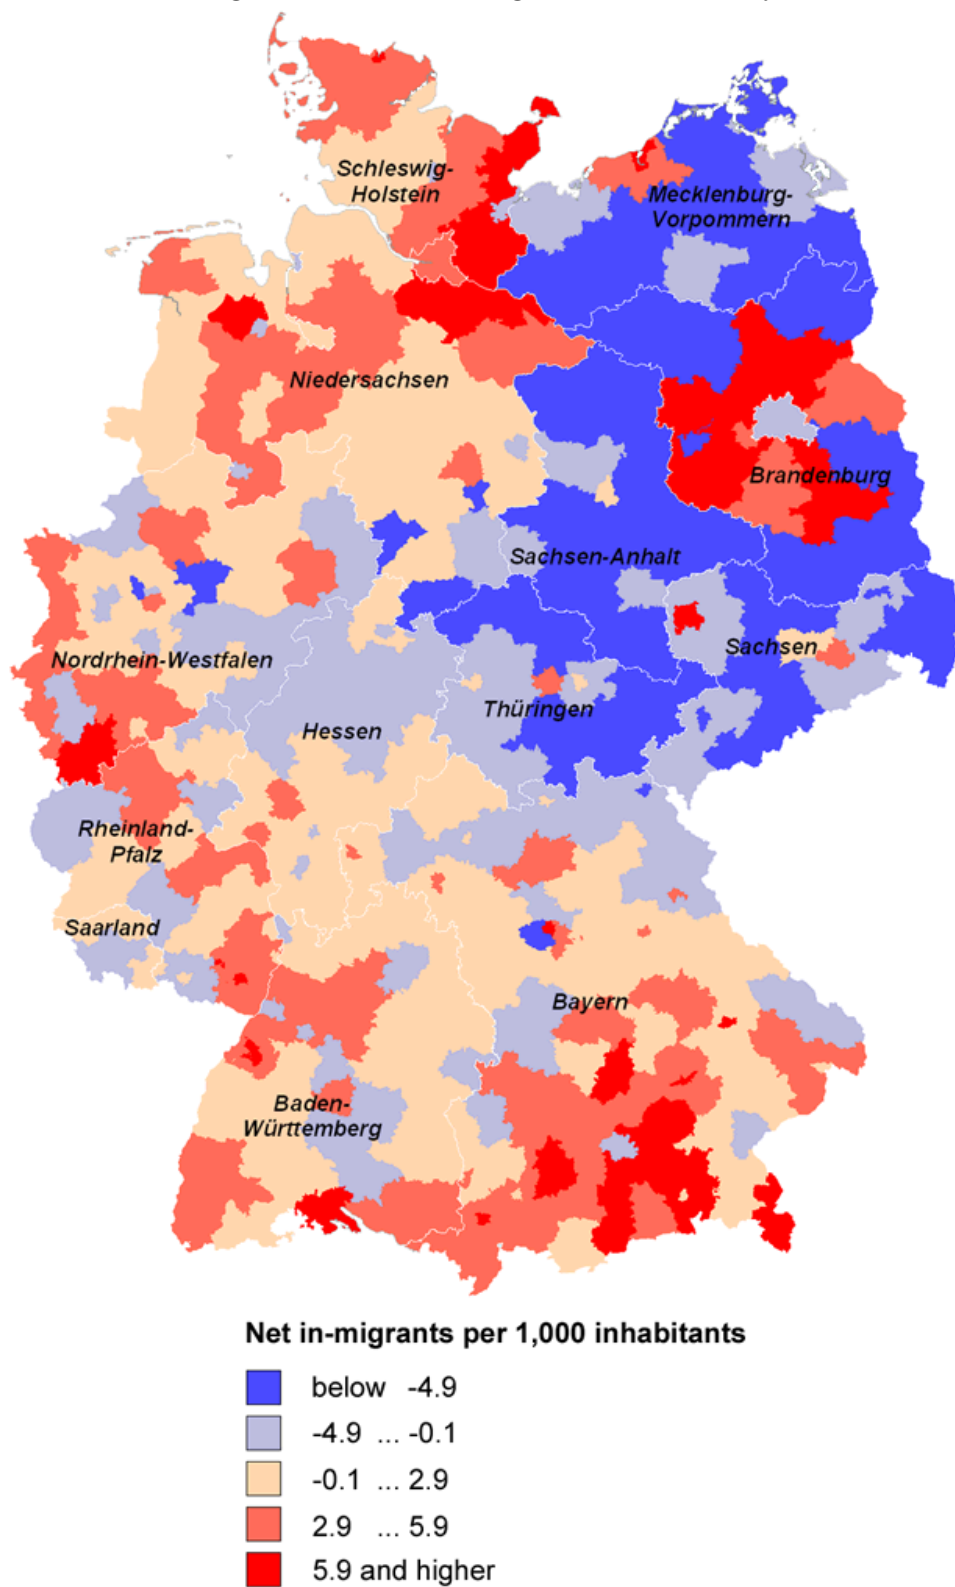 Schleswig-
Holstein
Mecklenburg-
Vorpommern
Niedersachsen
Brandenburg
Sachsen-Anhalt
Sachsen
Nordrhein-Westfalen
Thüringen
Hessen
Rheinland-
Pfalz
Saarland
Bayern
Baden-
Württemberg
Net in-migrants per 1,000 inhabitants
below -4.9
-4.9 ... -0.1
-0.1 ... 2.9
2.9 ... 5.9
5.9 and higher